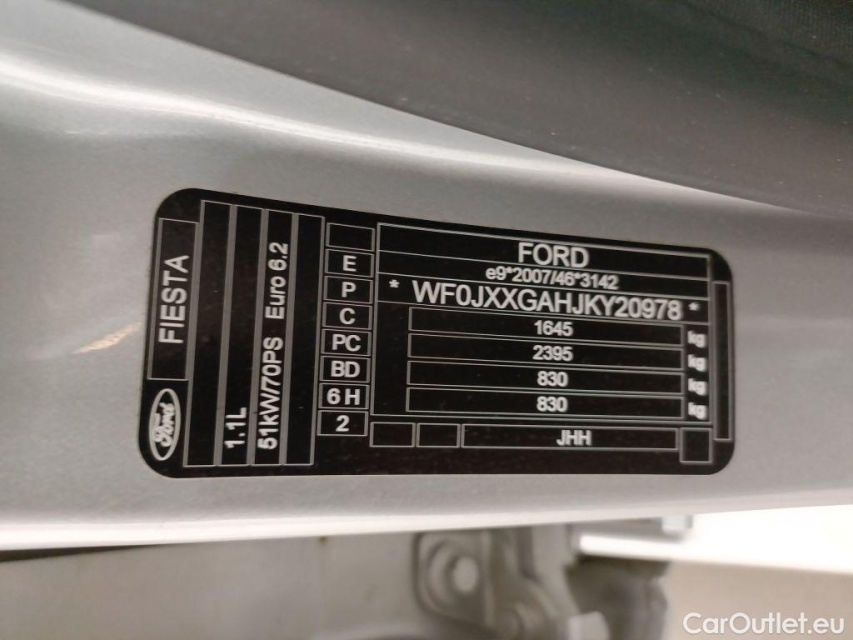 FORD
e9*2007/46*3142
* WF0JXXGAHJKY20978 *
1645 kg
2395 kg
830 kg
830 kg
JHH
E
P
C
PC
BD
6 H
2
FIESTA
Ford
1.1L
51kW/70PS Euro 6.2
CarOutlet.eu